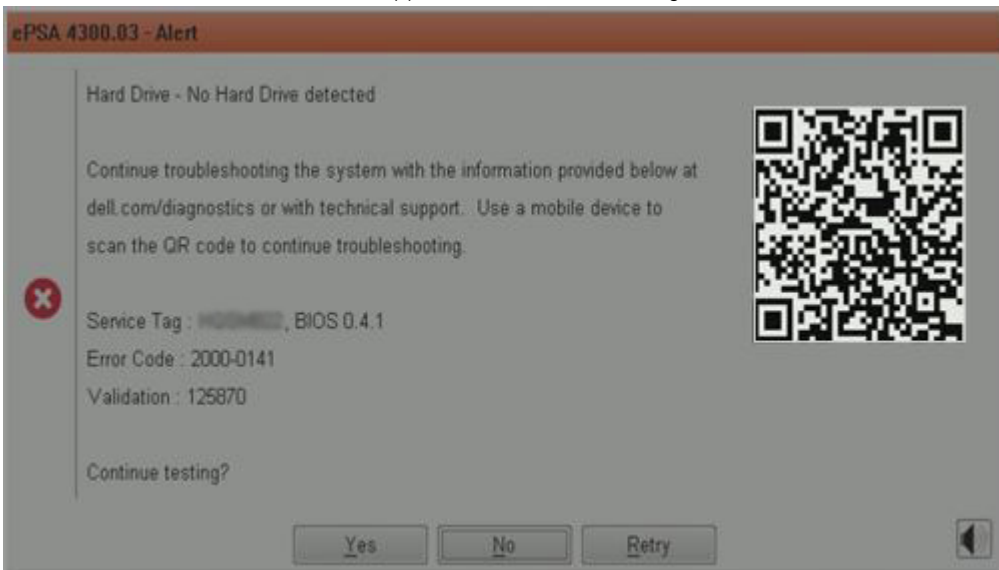 ePSA 4300.03 - Alert
Hard Drive - No Hard Drive detected
Continue troubleshooting the system with the information provided below at
dell.com/diagnostics or with technical support. Use a mobile device to
scan the QR code to continue troubleshooting.
Service Tag : , BIOS 0.4.1
Error Code : 2000-0141
Validation : 125870
Continue testing?
Yes No Retry